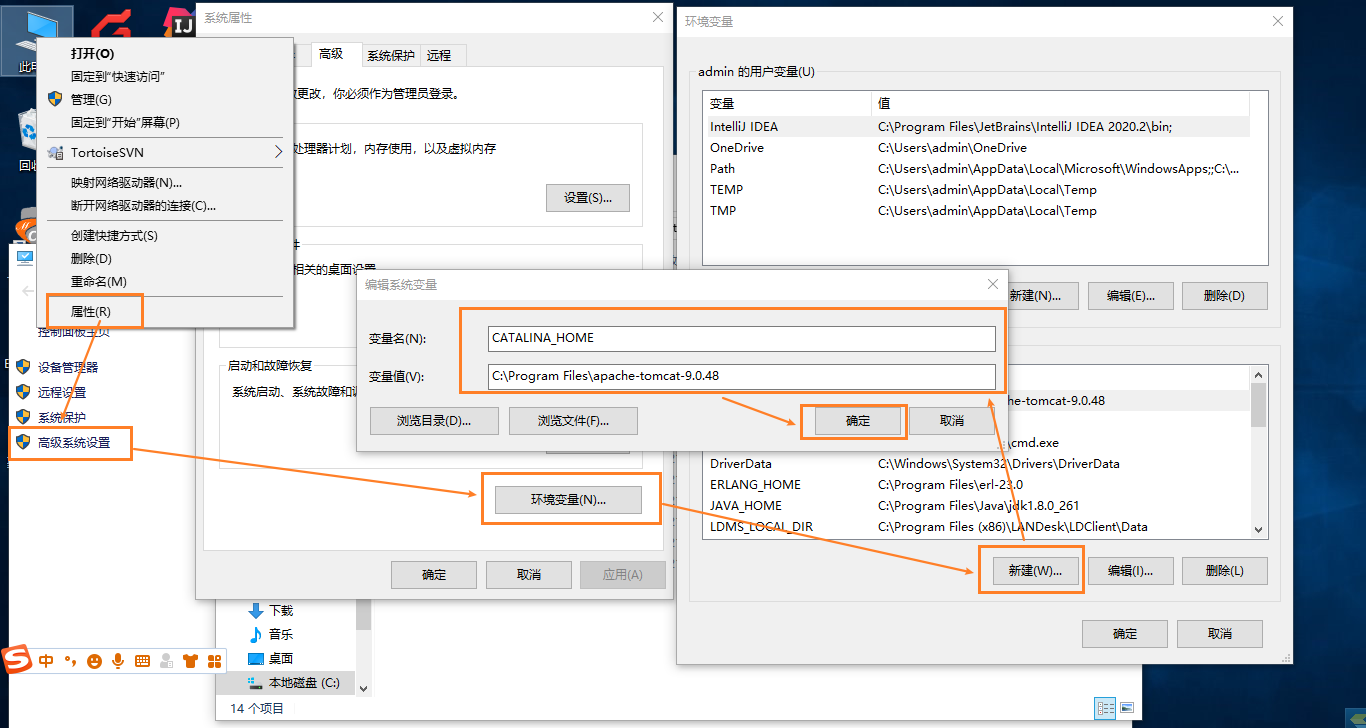 此
回收
打开(O)
固定到“快速访问”
管理(G)
固定到“开始”屏幕(P)
TortoiseSVN
映射网络驱动器(N)...
断开网络驱动器的连接(C)...
创建快捷方式(S)
删除(D)
重命名(M)
属性(R)
控制面板主页
设备管理器
远程设置
系统保护
高级系统设置
系统属性
高级
系统保护
远程
更改，你必须作为管理员登录。
处理器计划，内存使用，以及虚拟内存
设置(S)...
件
相关的桌面设置
启动和故障恢复
系统启动、系统故障和调
环境变量(N)...
确定
取消
应用(A)
编辑系统变量
变量名(N):
CATALINA_HOME
变量值(V):
C:\Program Files\apache-tomcat-9.0.48
浏览目录(D)...
浏览文件(F)...
确定
取消
环境变量
admin 的用户变量(U)
变量 值
IntelliJ IDEA C:\Program Files\JetBrains\IntelliJ IDEA 2020.2\bin;
OneDrive C:\Users\admin\OneDrive
Path C:\Users\admin\AppData\Local\Microsoft\WindowsApps;;C:\...
TEMP C:\Users\admin\AppData\Local\Temp
TMP C:\Users\admin\AppData\Local\Temp
新建(N)...
编辑(E)...
删除(D)
he-tomcat-9.0.48
\cmd.exe
DriverData C:\Windows\System32\Drivers\DriverData
ERLANG_HOME C:\Program Files\erl-23.0
JAVA_HOME C:\Program Files\Java\jdk1.8.0_261
LDMS_LOCAL_DIR C:\Program Files (x86)\LANDesk\LDClient\Data
新建(W)...
编辑(I)...
删除(L)
确定
取消
下载
音乐
桌面
本地磁盘 (C:)
14 个项目
S 中
IJ